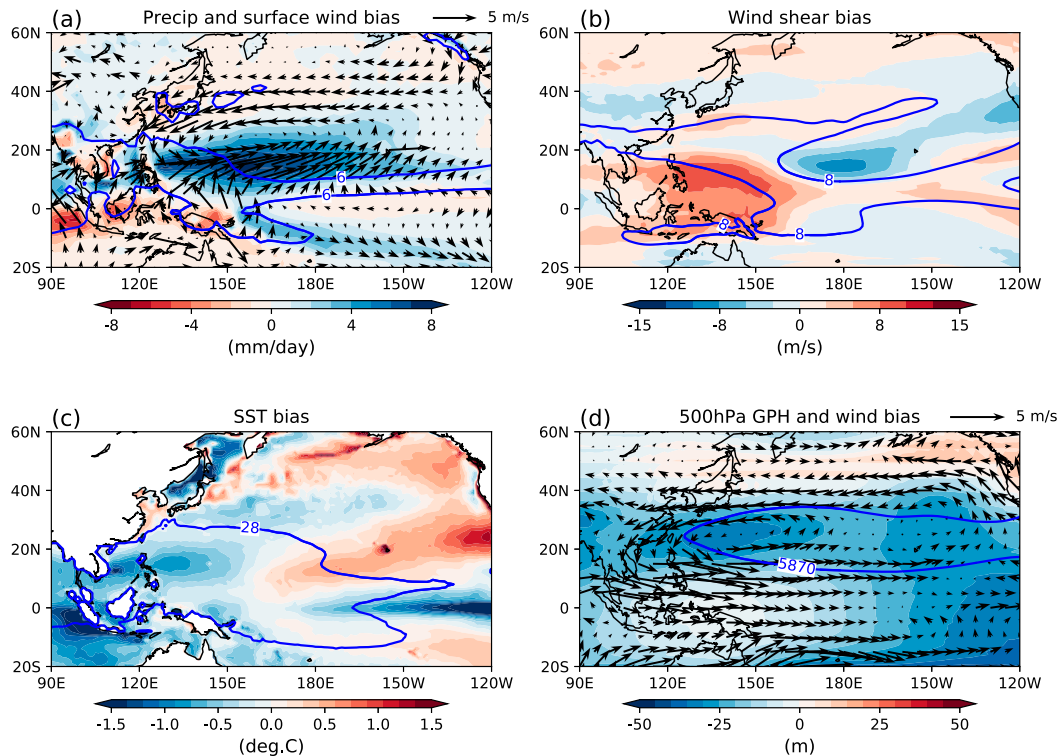 (a) Precip and surface wind bias 5 m/s
60N
40N
20N
0
20S
6
6
90E 120E 150E 180E 150W 120W
-8 -4 0 4 8
(mm/day)
(b) Wind shear bias
60N
40N
20N
0
20S
8
8
8
90E 120E 150E 180E 150W 120W
-15 -8 0 8 15
(m/s)
(c) SST bias
60N
40N
20N
0
20S
28
90E 120E 150E 180E 150W 120W
-1.5 -1.0 -0.5 0.0 0.5 1.0 1.5
(deg.C)
(d) 500hPa GPH and wind bias 5 m/s
60N
40N
20N
0
20S
5870
90E 120E 150E 180E 150W 120W
-50 -25 0 25 50
(m)